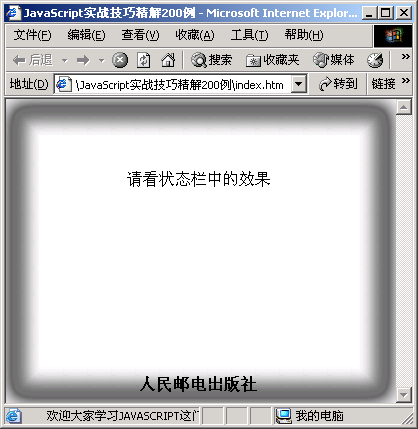 JavaScript实战技巧精解200例 - Microsoft Internet Explor...
文件(F) 编辑(E) 查看(V) 收藏(A) 工具(T) 帮助(H)
后退 搜索 收藏夹 媒体 »
地址(D) \JavaScript实战技巧精解200例\index.htm 转到 链接 »
请看状态栏中的效果
人民邮电出版社
欢迎大家学习JAVASCRIPT这 我的电脑